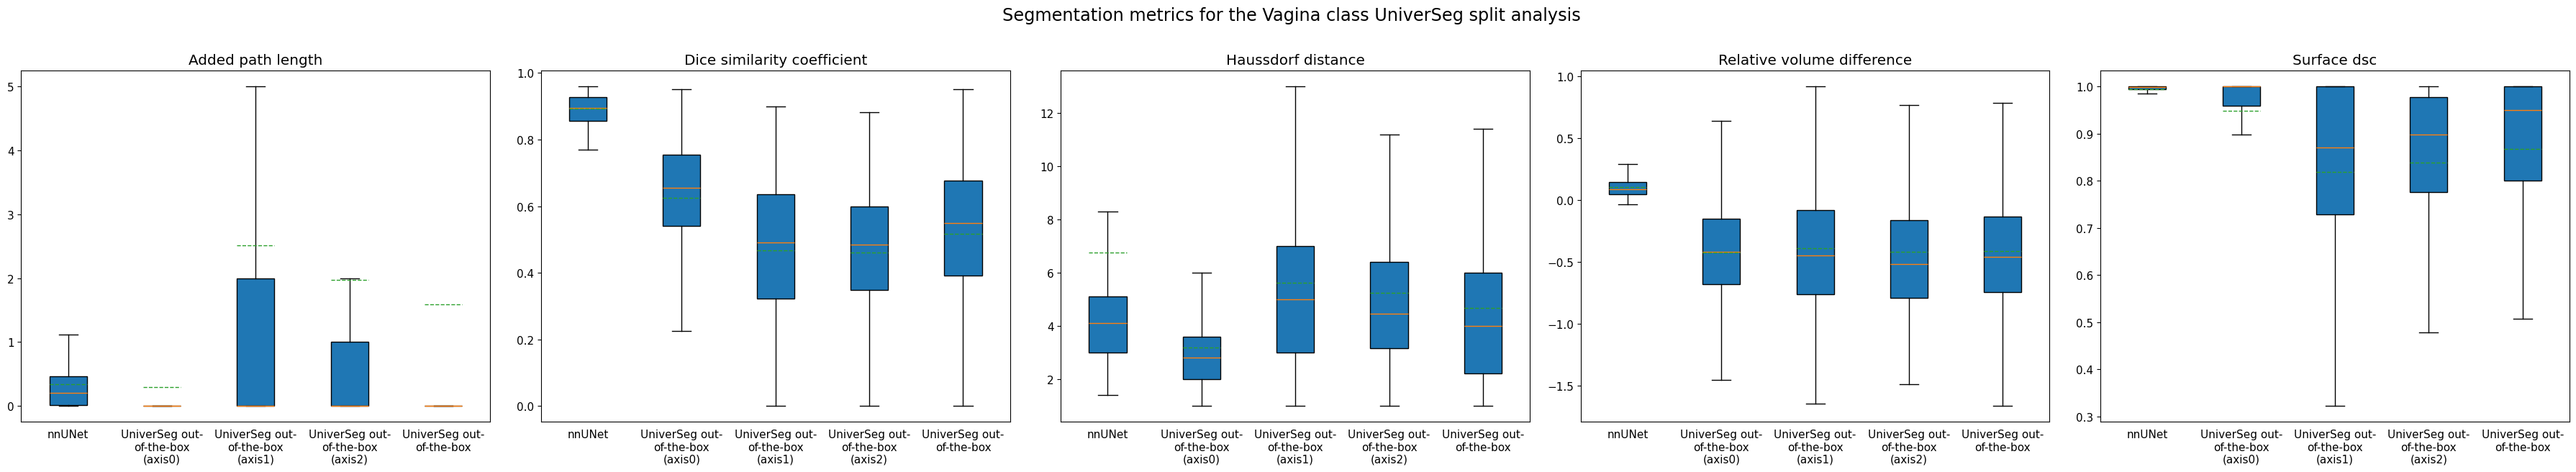 Segmentation metrics for the Vagina class UniverSeg split analysis
Added path length
5
4
3
2
1
0
nnUNet
UniverSeg out-
of-the-box
(axis0)
UniverSeg out-
of-the-box
(axis1)
UniverSeg out-
of-the-box
(axis2)
UniverSeg out-
of-the-box
Dice similarity coefficient
1.0
0.8
0.6
0.4
0.2
0.0
nnUNet
UniverSeg out-
of-the-box
(axis0)
UniverSeg out-
of-the-box
(axis1)
UniverSeg out-
of-the-box
(axis2)
UniverSeg out-
of-the-box
Haussdorf distance
12
10
8
6
4
2
nnUNet
UniverSeg out-
of-the-box
(axis0)
UniverSeg out-
of-the-box
(axis1)
UniverSeg out-
of-the-box
(axis2)
UniverSeg out-
of-the-box
Relative volume difference
1.0
0.5
0.0
−0.5
−1.0
−1.5
nnUNet
UniverSeg out-
of-the-box
(axis0)
UniverSeg out-
of-the-box
(axis1)
UniverSeg out-
of-the-box
(axis2)
UniverSeg out-
of-the-box
Surface dsc
1.0
0.9
0.8
0.7
0.6
0.5
0.4
0.3
nnUNet
UniverSeg out-
of-the-box
(axis0)
UniverSeg out-
of-the-box
(axis1)
UniverSeg out-
of-the-box
(axis2)
UniverSeg out-
of-the-box